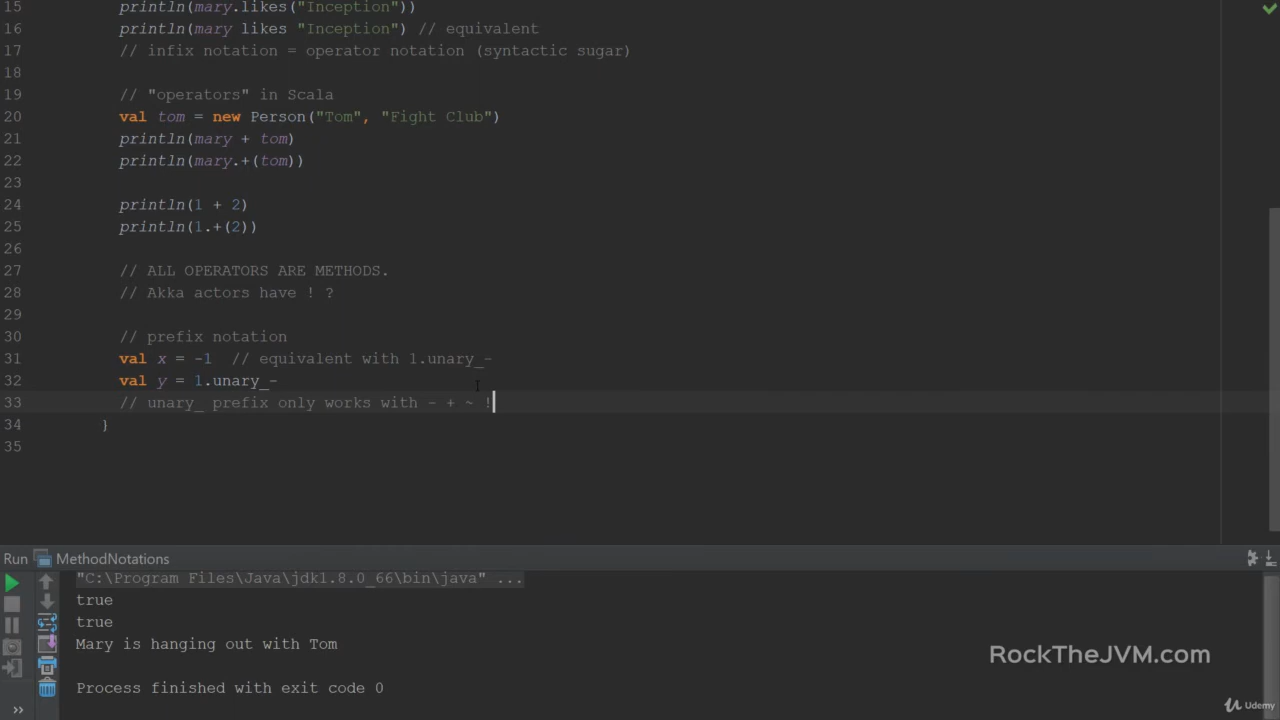 15 println(mary.likes("Inception"))
16 println(mary likes "Inception") // equivalent
17 // infix notation = operator notation (syntactic sugar)
18
19 // "operators" in Scala
20 val tom = new Person("Tom", "Fight Club")
21 println(mary + tom)
22 println(mary.+(tom))
23
24 println(1 + 2)
25 println(1.+(2))
26
27 // ALL OPERATORS ARE METHODS.
28 // Akka actors have ! ?
29
30 // prefix notation
31 val x = -1  // equivalent with 1.unary_-
32 val y = 1.unary_-
33 // unary_ prefix only works with - + ~ !
34 }
35
Run MethodNotations
"C:\Program Files\Java\jdk1.8.0_66\bin\java" ...
true
true
Mary is hanging out with Tom
Process finished with exit code 0
RockTheJVM.com
Udemy